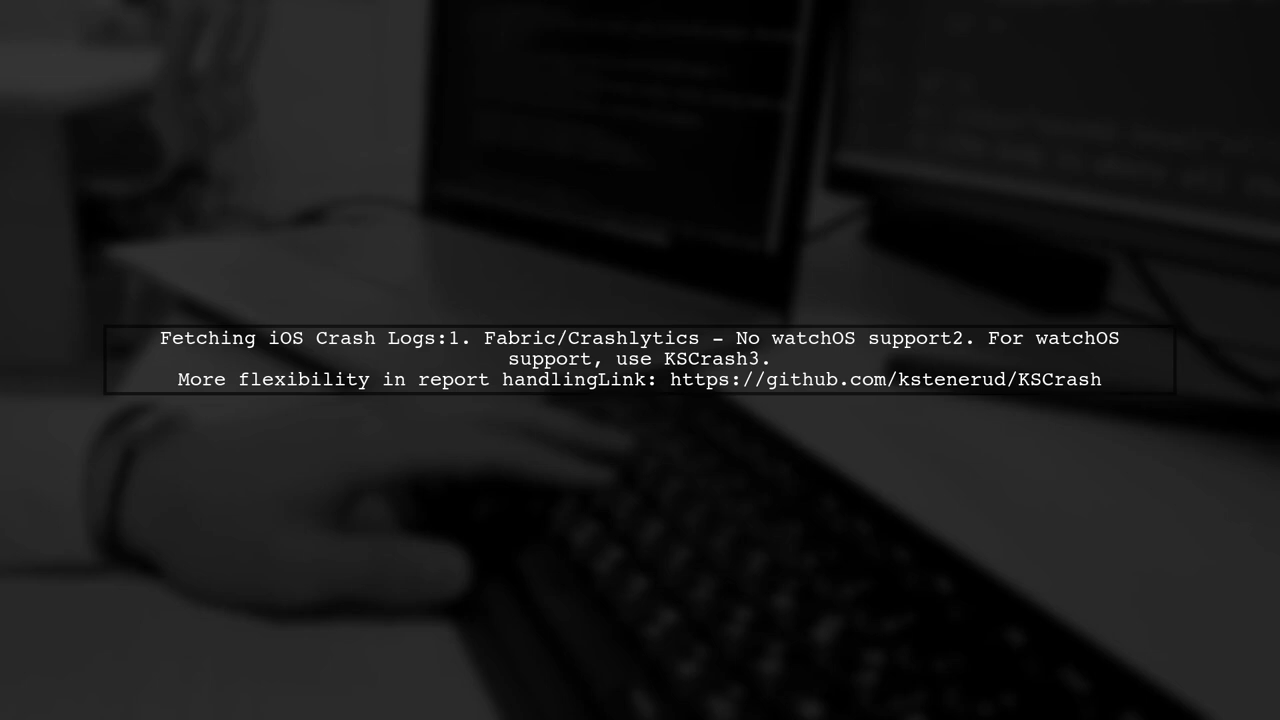 Fetching iOS Crash Logs:1. Fabric/Crashlytics - No watchOS support2. For watchOS
support, use KSCrash3.
More flexibility in report handlingLink: https://github.com/kstenerud/KSCrash